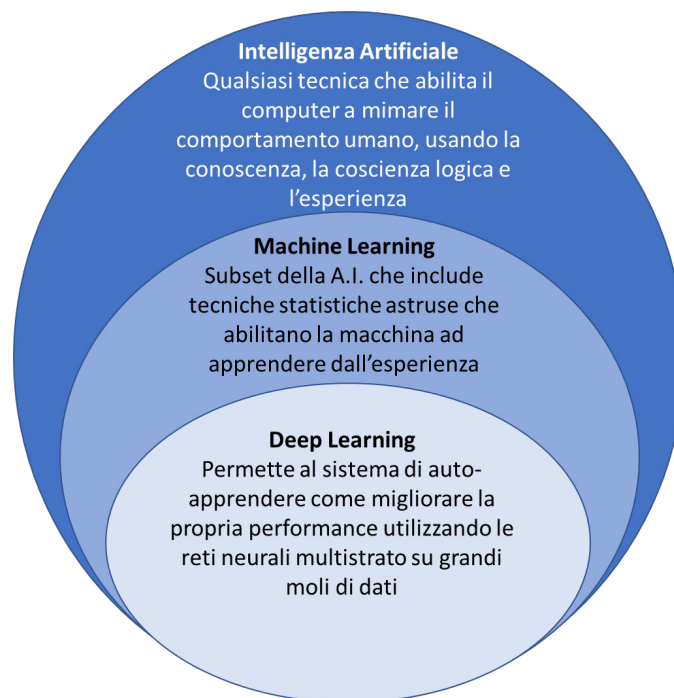 Intelligenza Artificiale
Qualsiasi tecnica che abilita il
computer a mimare il
comportamento umano, usando la
conoscenza, la coscienza logica e
l'esperienza
Machine Learning
Subset della A.I. che include
tecniche statistiche astruse che
abilitano la macchina ad
apprendere dall'esperienza
Deep Learning
Permette al sistema di auto-
apprendere come migliorare la
propria performance utilizzando le
reti neurali multistrato su grandi
moli di dati